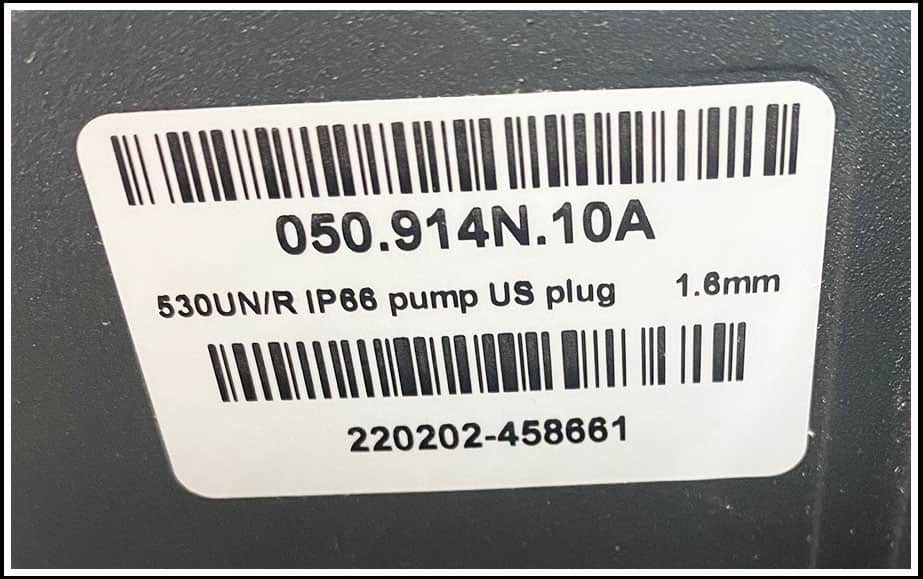 050.914N.10A
530UN/R IP66 pump US plug 1.6mm
220202-458661